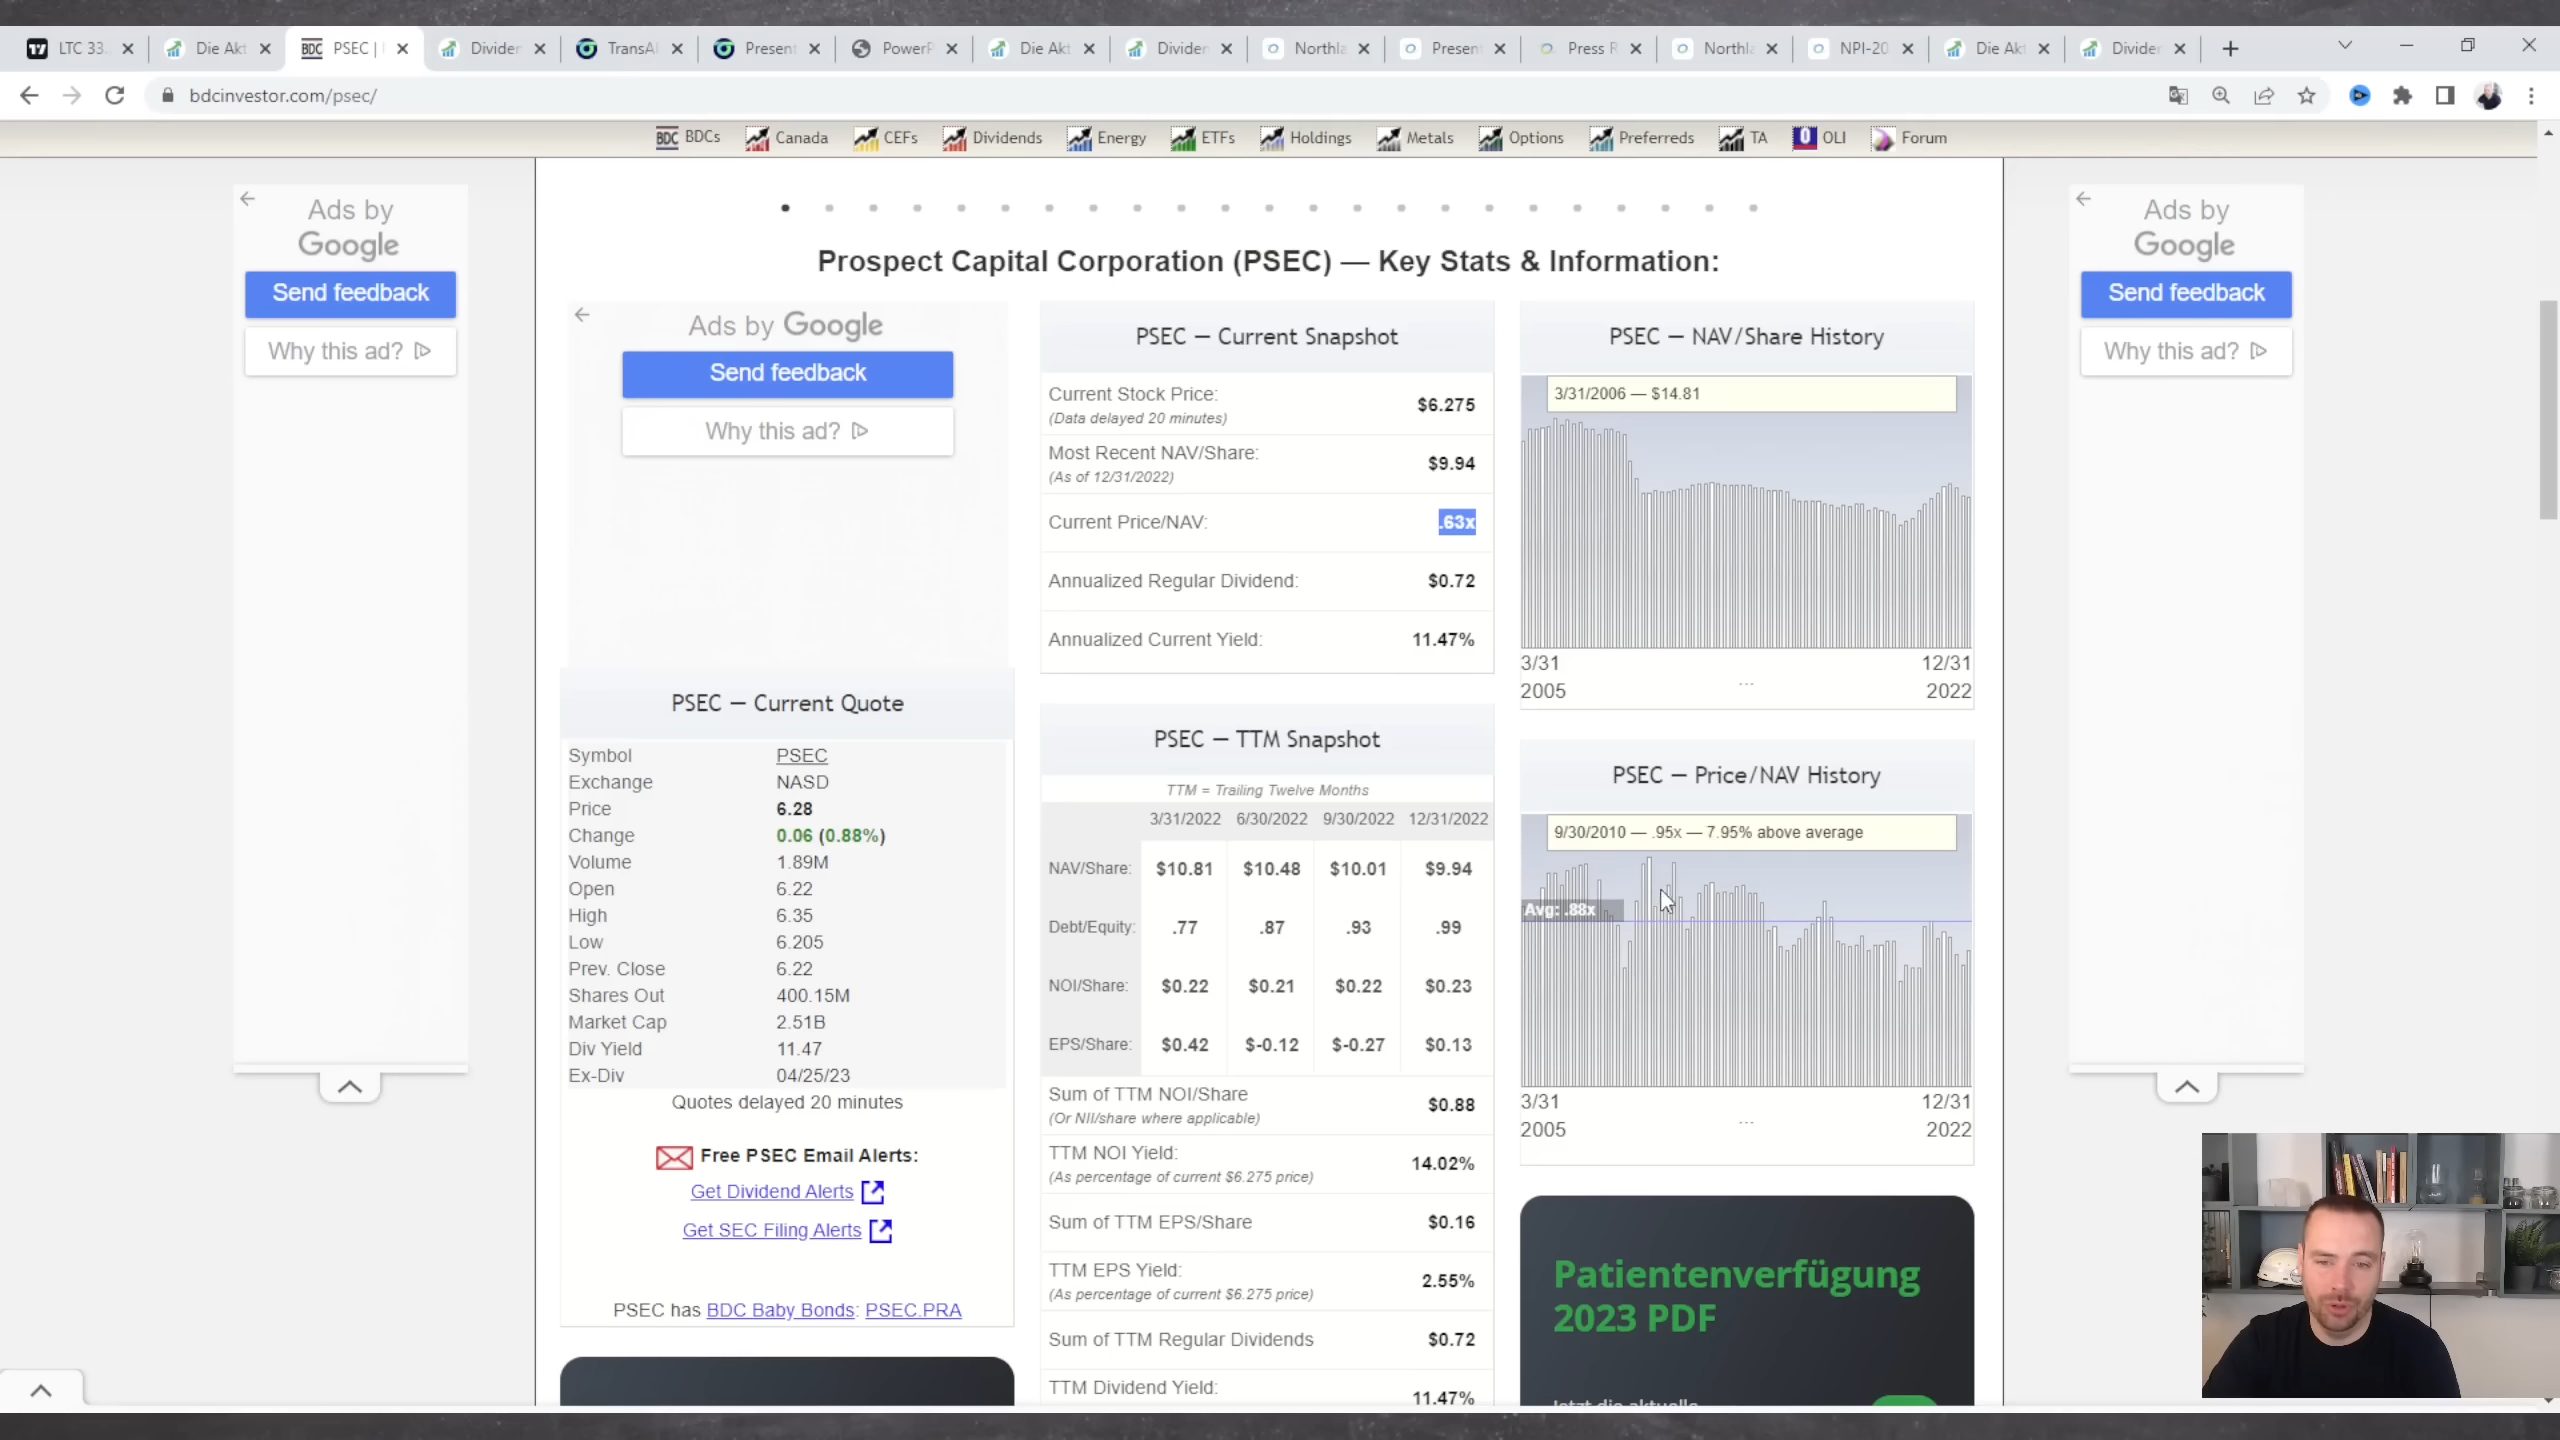 LTC 33.
Die Akt
BDC PSEC |
Divider
TransAl
Present
PowerP
Die Akt
Divider
Northla
Present
Press R
Northla
NPI-20
Die Akt
Divider
bdcinvestor.com/psec/
BDC BDCs
Canada
CEFs
Dividends
Energy
ETFs
Holdings
Metals
Options
Preferreds
TA
OLI
Forum
Ads by
Google
Send feedback
Why this ad?
Prospect Capital Corporation (PSEC) — Key Stats & Information:
Ads by Google
Send feedback
Why this ad?
PSEC — Current Quote
Symbol PSEC
Exchange NASD
Price 6.28
Change 0.06 (0.88%)
Volume 1.89M
Open 6.22
High 6.35
Low 6.205
Prev. Close 6.22
Shares Out 400.15M
Market Cap 2.51B
Div Yield 11.47
Ex-Div 04/25/23
Quotes delayed 20 minutes
Free PSEC Email Alerts:
Get Dividend Alerts
Get SEC Filing Alerts
PSEC has BDC Baby Bonds: PSEC.PRA
PSEC — Current Snapshot
Current Stock Price: $6.275
(Data delayed 20 minutes)
Most Recent NAV/Share: $9.94
(As of 12/31/2022)
Current Price/NAV: .63x
Annualized Regular Dividend: $0.72
Annualized Current Yield: 11.47%
PSEC — TTM Snapshot
TTM = Trailing Twelve Months
3/31/2022 6/30/2022 9/30/2022 12/31/2022
NAV/Share: $10.81 $10.48 $10.01 $9.94
Debt/Equity: .77 .87 .93 .99
NOI/Share: $0.22 $0.21 $0.22 $0.23
EPS/Share: $0.42 $-0.12 $-0.27 $0.13
Sum of TTM NOI/Share $0.88
(Or NII/share where applicable)
TTM NOI Yield: 14.02%
(As percentage of current $6.275 price)
Sum of TTM EPS/Share $0.16
TTM EPS Yield: 2.55%
(As percentage of current $6.275 price)
Sum of TTM Regular Dividends $0.72
TTM Dividend Yield: 11.47%
PSEC — NAV/Share History
3/31/2006 — $14.81
3/31 12/31
2005 ... 2022
PSEC — Price/NAV History
9/30/2010 — .95x — 7.95% above average
Avg: .88x
3/31 12/31
2005 ... 2022
Patientenverfügung
2023 PDF
Jetzt die aktuelle
Ads by
Google
Send feedback
Why this ad?